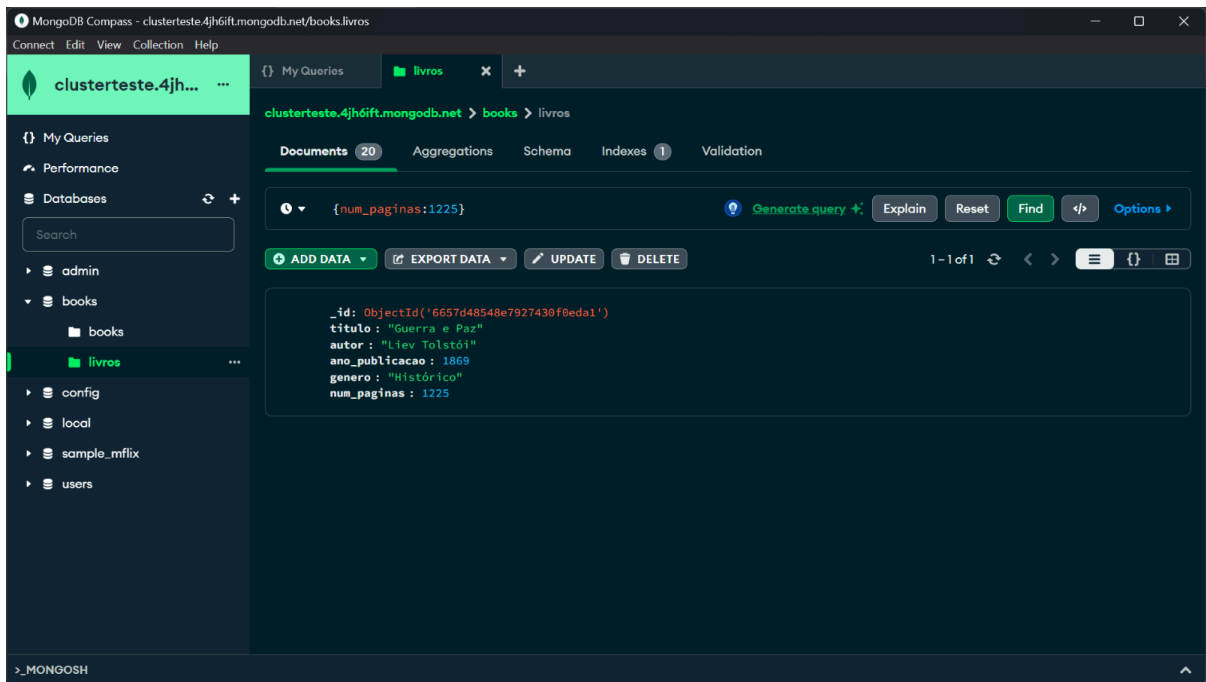 MongoDB Compass - clusterteste.4jh6ift.mongodb.net/books.livros
Connect Edit View Collection Help
clusterteste.4jh... ...
{} My Queries
Performance
Databases
Search
admin
books
books
livros ...
config
local
sample_mflix
users
{} My Queries livros
clusterteste.4jh6ift.mongodb.net > books > livros
Documents 20 Aggregations Schema Indexes 1 Validation
{num_paginas:1225} Generate query Explain Reset Find </> Options
ADD DATA EXPORT DATA UPDATE DELETE 1-1 of 1 {}
_id: ObjectId('6657d48548e7927430f0eda1')
titulo : "Guerra e Paz"
autor : "Liev Tolstói"
ano_publicacao : 1869
genero : "Histórico"
num_paginas : 1225
>_MONGOSH